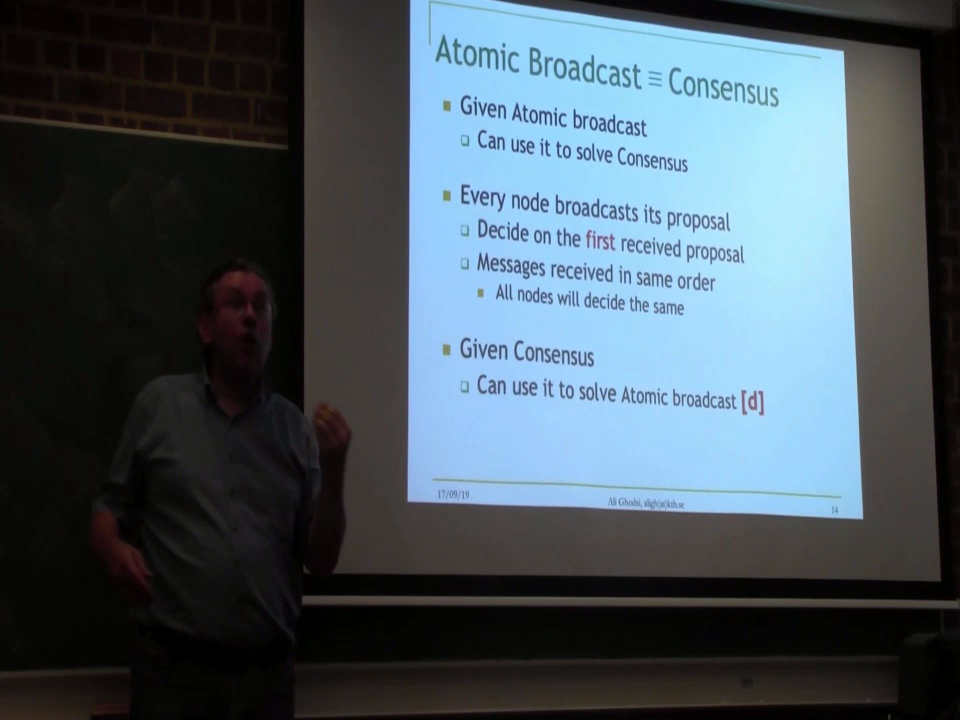 Atomic Broadcast ≡ Consensus
Given Atomic broadcast
Can use it to solve Consensus
Every node broadcasts its proposal
Decide on the first received proposal
Messages received in same order
All nodes will decide the same
Given Consensus
Can use it to solve Atomic broadcast [d]
17/09/19
Ali Ghodsi, aligh(at)kth.se
14